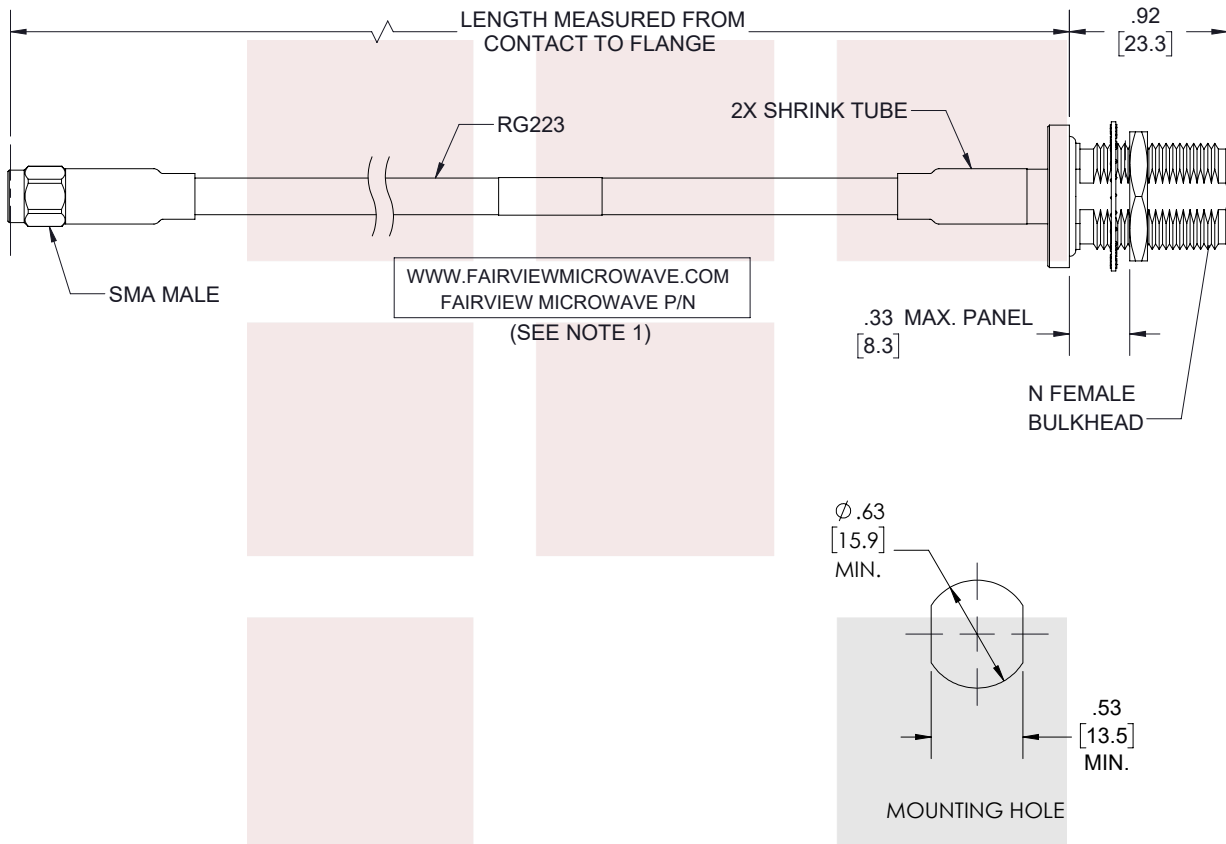 LENGTH MEASURED FROM
CONTACT TO FLANGE
.92
[23.3]
RG223
2X SHRINK TUBE
SMA MALE
WWW.FAIRVIEWMICROWAVE.COM
FAIRVIEW MICROWAVE P/N
(SEE NOTE 1)
.33 MAX. PANEL
[8.3]
N FEMALE
BULKHEAD
Ø .63
[15.9]
MIN.
.53
[13.5]
MIN.
MOUNTING HOLE